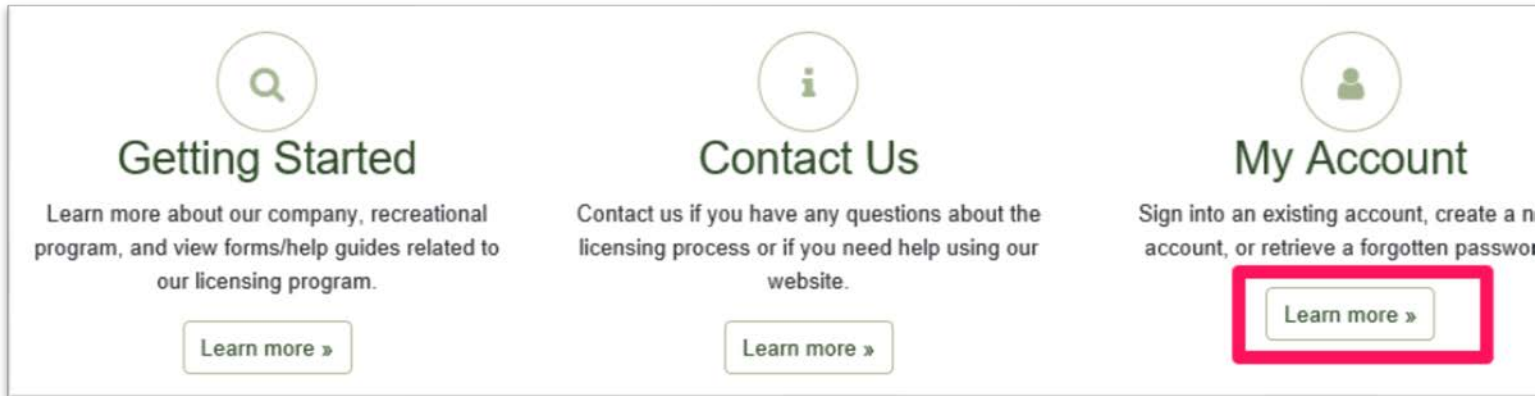 Getting Started
Learn more about our company, recreational
program, and view forms/help guides related to
our licensing program.
Learn more »
Contact Us
Contact us if you have any questions about the
licensing process or if you need help using our
website.
Learn more »
My Account
Sign into an existing account, create a
account, or retrieve a forgotten
Learn more »